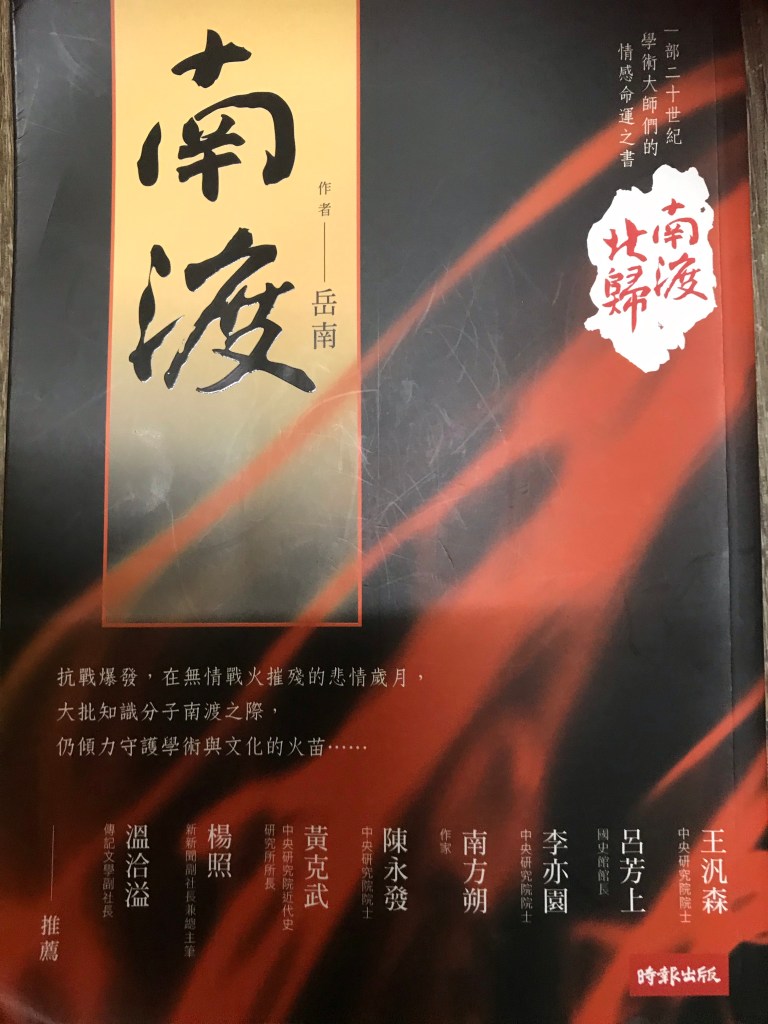 一部二十世紀
學術大師們的
情感命運之書
南渡
北歸
南渡
作者──岳南
抗戰爆發，在無情戰火摧殘的悲情歲月，
大批知識分子南渡之際，
仍傾力守護學術與文化的火苗……
王汎森
中央研究院院士
呂芳上
國史館館長
李亦園
中央研究院院士
南方朔
作家
陳永發
中央研究院院士
黃克武
中央研究院近代史
研究所所長
楊照
新新聞副社長兼總主筆
溫洽溢
傳記文學副社長
──推薦
時報出版